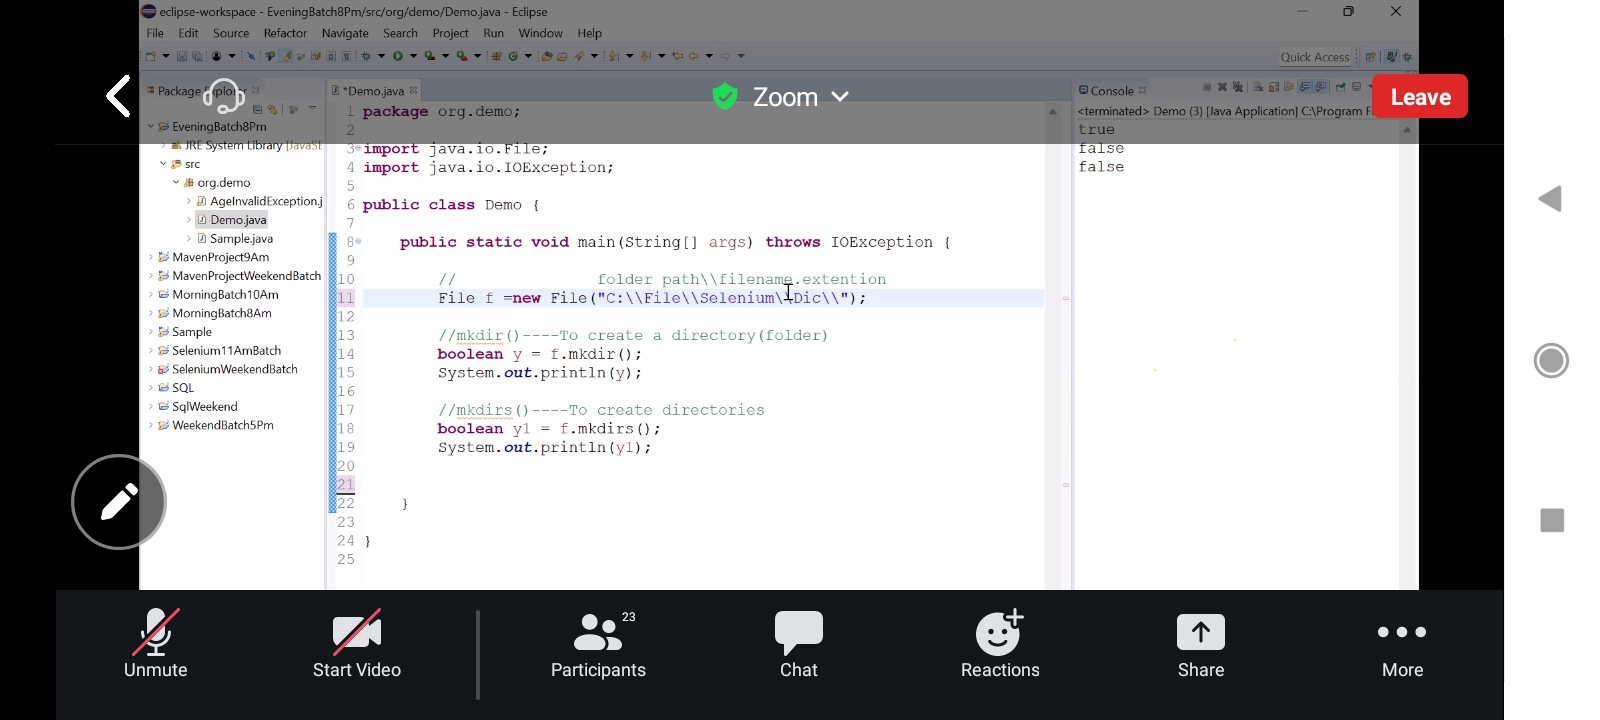 eclipse-workspace - EveningBatch8Pm/src/org/demo/Demo.java - Eclipse
File Edit Source Refactor Navigate Search Project Run Window Help
Quick Access
Package Explorer
*Demo.java
Console
Zoom
Leave
<terminated> Demo (3) [Java Application] C:\Program F
true
false
false
EveningBatch8Pm
JRE System Library [JavaSE
src
org.demo
AgeInvalidException.j
Demo.java
Sample.java
MavenProject9Am
MavenProjectWeekendBatch
MorningBatch10Am
MorningBatch8Am
Sample
Selenium11AmBatch
SeleniumWeekendBatch
SQL
SqlWeekend
WeekendBatch5Pm
1 package org.demo;
2
3 import java.io.File;
4 import java.io.IOException;
5
6 public class Demo {
7
8 public static void main(String[] args) throws IOException {
9
10 // folder path\\filename.extention
11 File f =new File("C:\\File\\Selenium\\Dic\\");
12
13 //mkdir()----To create a directory(folder)
14 boolean y = f.mkdir();
15 System.out.println(y);
16
17 //mkdirs()----To create directories
18 boolean y1 = f.mkdirs();
19 System.out.println(y1);
20
21
22 }
23
24 }
25
Unmute
Start Video
23
Participants
Chat
Reactions
Share
More